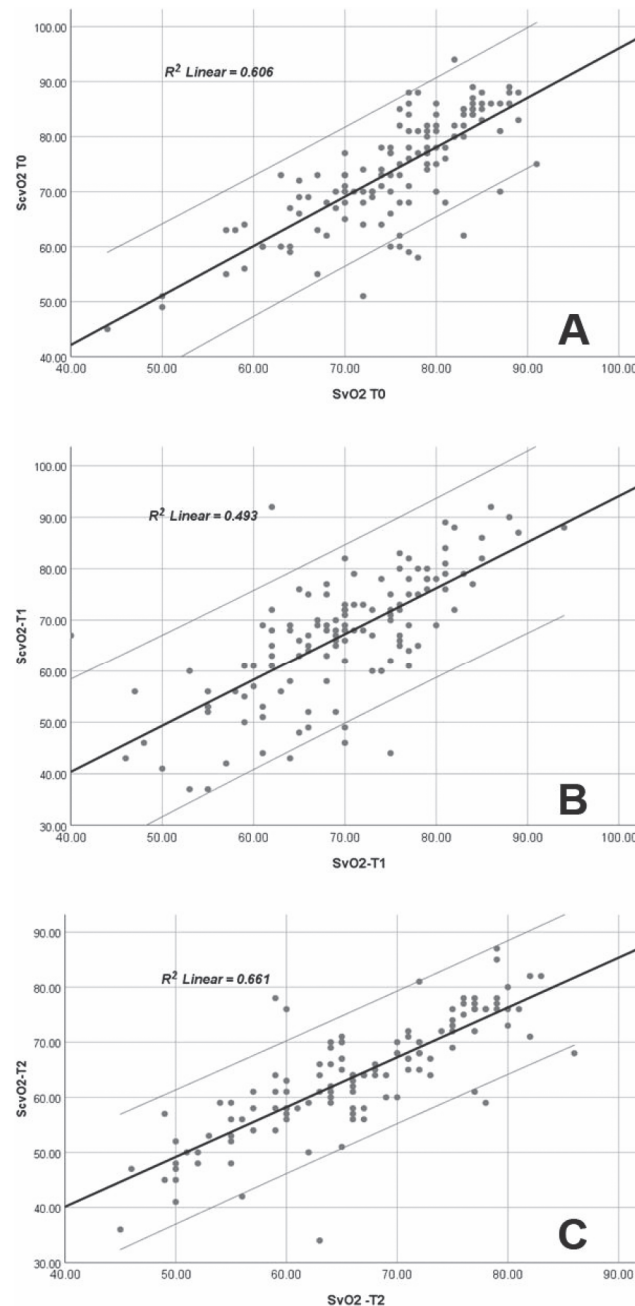 100.00
R² Linear = 0.606
90.00
80.00
ScvO2 T0
70.00
60.00
50.00
A
40.00
40.00 50.00 60.00 70.00 80.00 90.00 100.00
SvO2 T0
100.00
R² Linear = 0.493
90.00
80.00
70.00
ScvO2-T1
60.00
50.00
40.00
B
30.00
40.00 50.00 60.00 70.00 80.00 90.00 100.00
SvO2-T1
90.00
R² Linear = 0.661
80.00
70.00
ScvO2-T2
60.00
50.00
40.00
C
30.00
40.00 50.00 60.00 70.00 80.00 90.00
SvO2 -T2